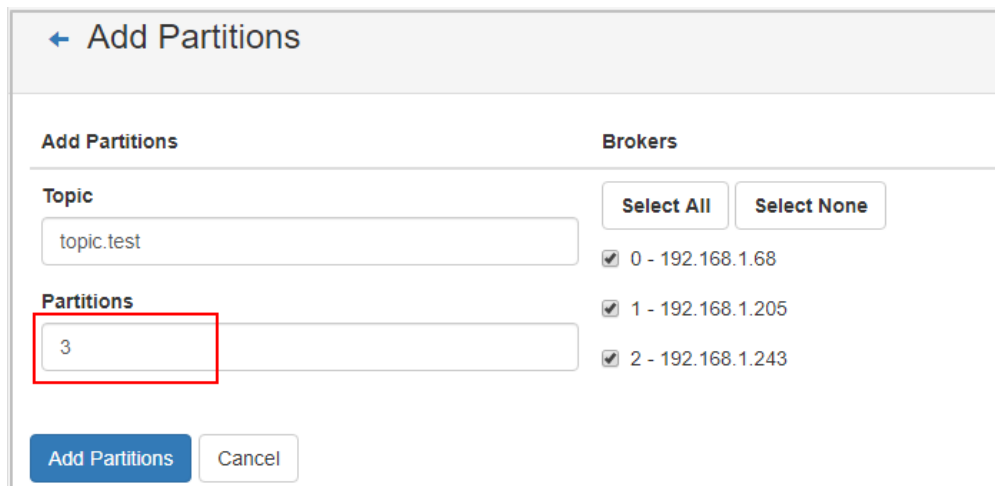 Add Partitions
Add Partitions
Topic
topic.test
Partitions
3
Add Partitions
Cancel
Brokers
Select All
Select None
0 - 192.168.1.68
1 - 192.168.1.205
2 - 192.168.1.243